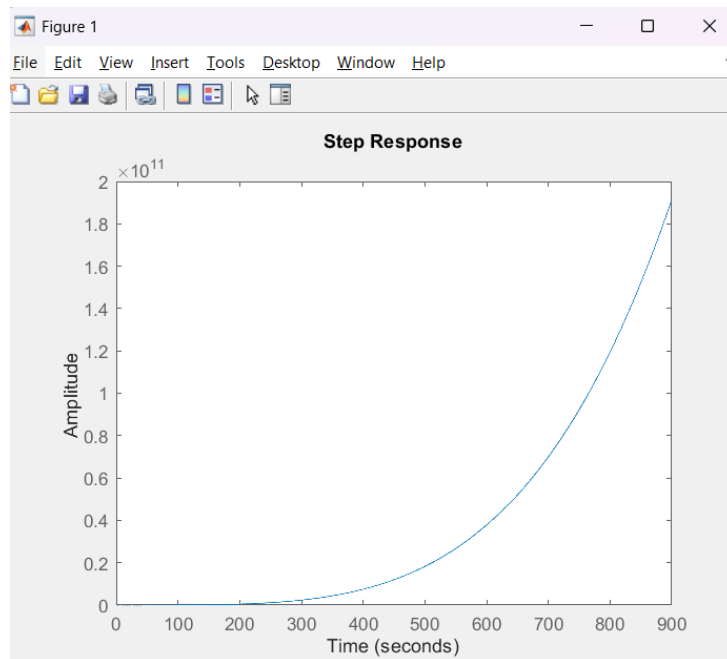 Figure 1
File Edit View Insert Tools Desktop Window Help
Step Response
×10¹¹
2
1.8
1.6
1.4
1.2
1
0.8
0.6
0.4
0.2
0
Amplitude
0 100 200 300 400 500 600 700 800 900
Time (seconds)